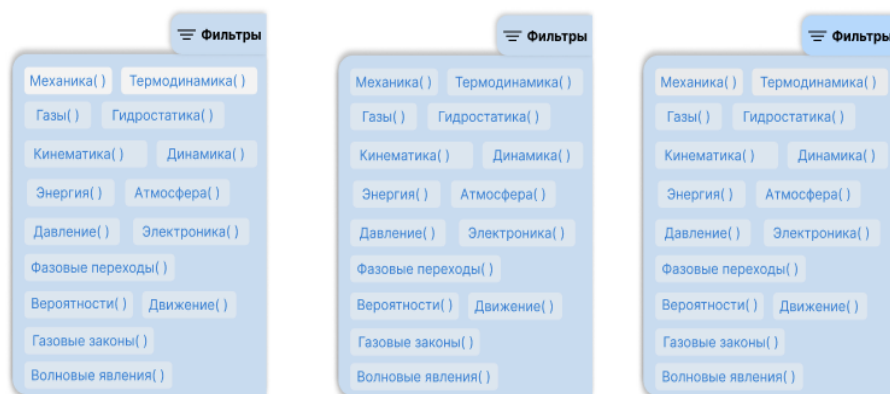 Фильтры
Механика( ) Термодинамика( )
Газы( ) Гидростатика( )
Кинематика( ) Динамика( )
Энергия( ) Атмосфера( )
Давление( ) Электроника( )
Фазовые переходы( )
Вероятности( ) Движение( )
Газовые законы( )
Волновые явления( )
Фильтры
Механика( ) Термодинамика( )
Газы( ) Гидростатика( )
Кинематика( ) Динамика( )
Энергия( ) Атмосфера( )
Давление( ) Электроника( )
Фазовые переходы( )
Вероятности( ) Движение( )
Газовые законы( )
Волновые явления( )
Фильтры
Механика( ) Термодинамика( )
Газы( ) Гидростатика( )
Кинематика( ) Динамика( )
Энергия( ) Атмосфера( )
Давление( ) Электроника( )
Фазовые переходы( )
Вероятности( ) Движение( )
Газовые законы( )
Волновые явления( )